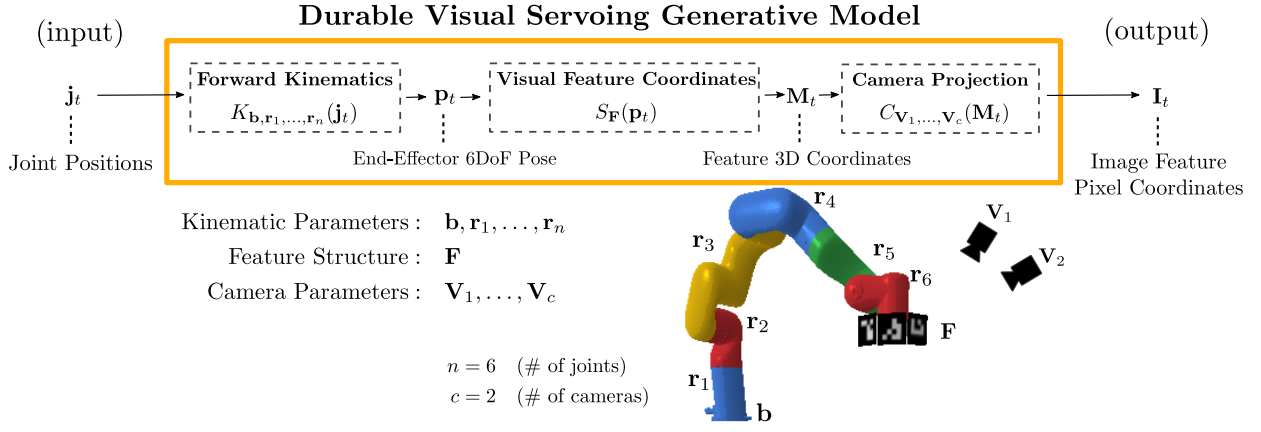 Durable Visual Servoing Generative Model
(input)
(output)
Forward Kinematics
Visual Feature Coordinates
Camera Projection
j_t
K_{b,r_1,...,r_n}(j_t)
p_t
S_F(p_t)
M_t
C_{V_1,...,V_c}(M_t)
I_t
Joint Positions
End-Effector 6DoF Pose
Feature 3D Coordinates
Image Feature
Pixel Coordinates
Kinematic Parameters : b, r_1, . . . , r_n
Feature Structure : F
Camera Parameters : V_1, . . . , V_c
n = 6 (# of joints)
c = 2 (# of cameras)
r_4
r_3
r_5
r_6
r_2
r_1
b
F
V_1
V_2